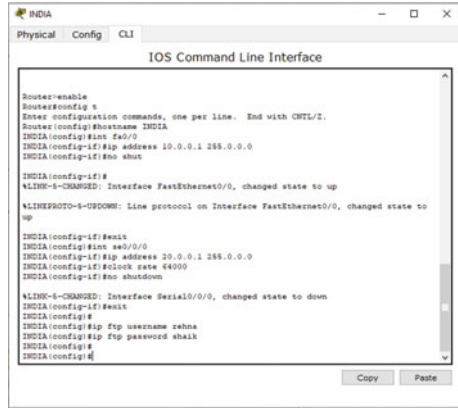 INDIA
Physical Config CLI
IOS Command Line Interface
Router>enable
Router#config t
Enter configuration commands, one per line. End with CNTL/Z.
Router(config)#hostname INDIA
INDIA(config)#int fa0/0
INDIA(config-if)#ip address 10.0.0.1 255.0.0.0
INDIA(config-if)#no shut
INDIA(config-if)#
%LINK-5-CHANGED: Interface FastEthernet0/0, changed state to up
%LINEPROTO-5-UPDOWN: Line protocol on Interface FastEthernet0/0, changed state to
up
INDIA(config-if)#exit
INDIA(config)#int se0/0/0
INDIA(config-if)#ip address 20.0.0.1 255.0.0.0
INDIA(config-if)#clock rate 64000
INDIA(config-if)#no shutdown
%LINK-5-CHANGED: Interface Serial0/0/0, changed state to down
INDIA(config-if)#exit
INDIA(config)#
INDIA(config)#ip ftp username rehna
INDIA(config)#ip ftp password shaik
INDIA(config)#
INDIA(config)#
Copy Paste